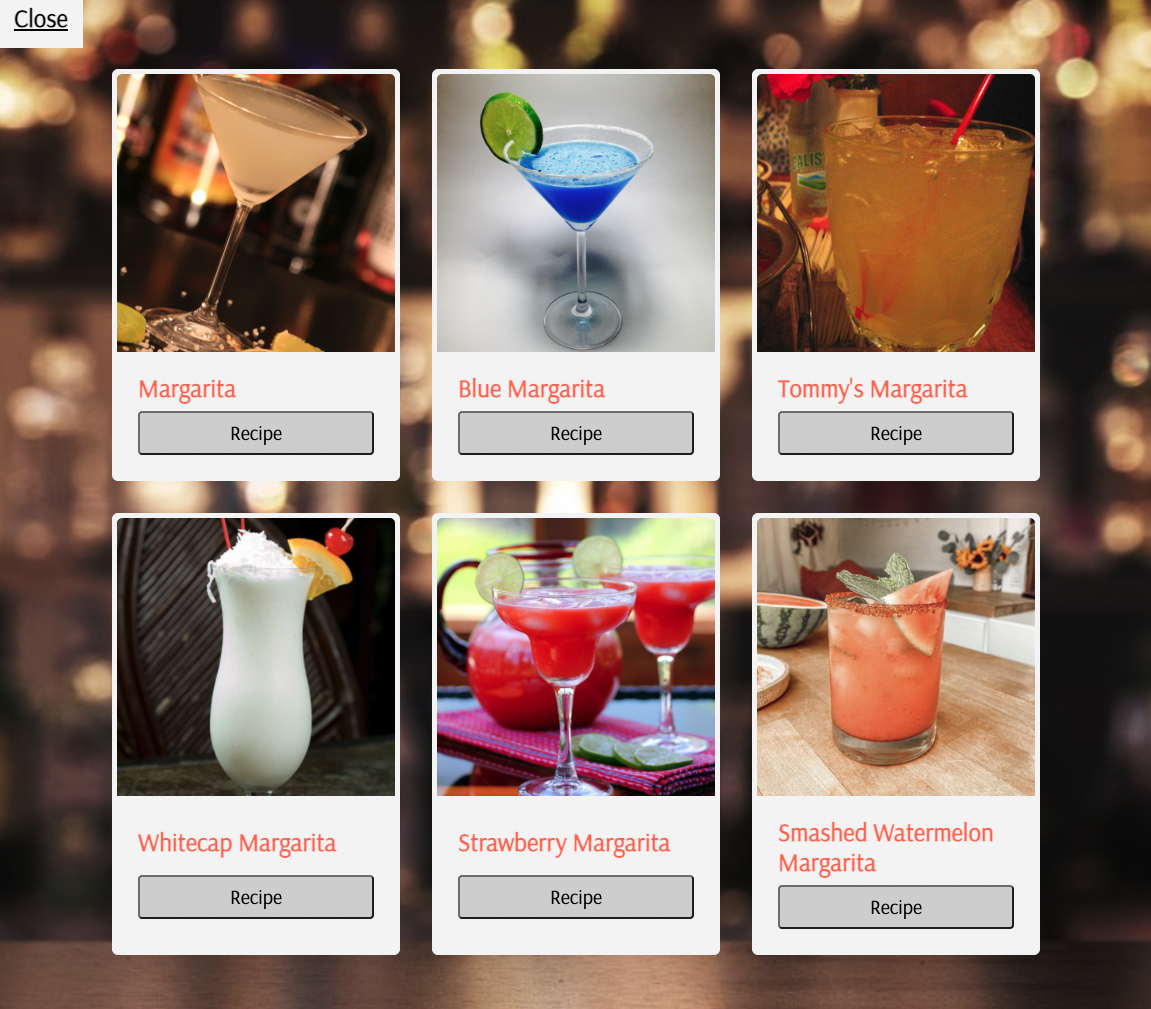 Close
Margarita
Blue Margarita
Tommy's Margarita
Recipe
Recipe
Recipe
Whitecap Margarita
Strawberry Margarita
Smashed Watermelon
Margarita
Recipe
Recipe
Recipe